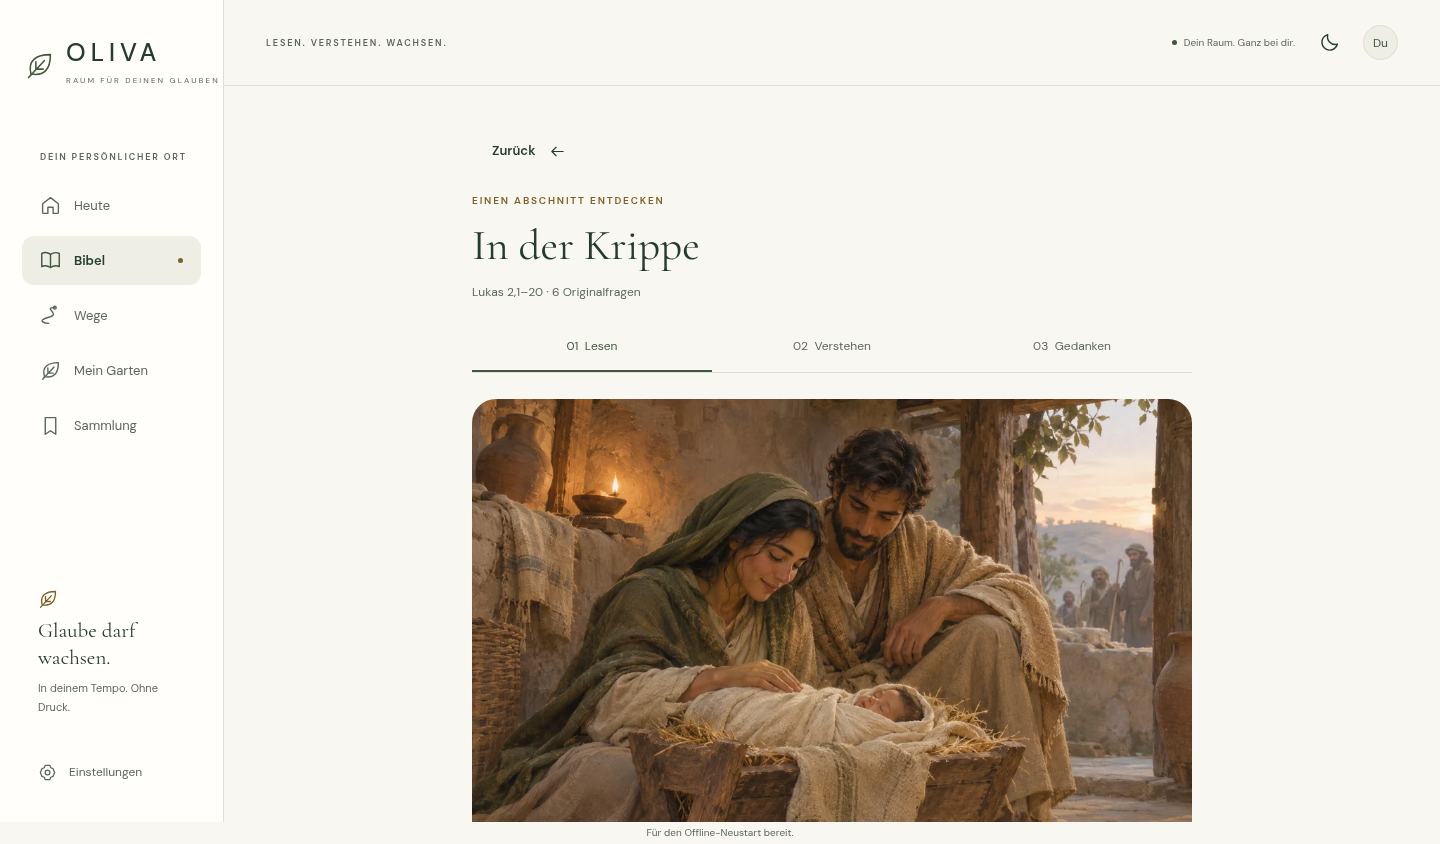 OLIVA
RAUM FÜR DEINEN GLAUBEN
LESEN. VERSTEHEN. WACHSEN.
Dein Raum. Ganz bei dir.
Du
DEIN PERSÖNLICHER ORT
Heute
Bibel
Wege
Mein Garten
Sammlung
Glaube darf
wachsen.
In deinem Tempo. Ohne
Druck.
Einstellungen
Zurück
EINEN ABSCHNITT ENTDECKEN
In der Krippe
Lukas 2,1–20 · 6 Originalfragen
01 Lesen
02 Verstehen
03 Gedanken
Für den Offline-Neustart bereit.